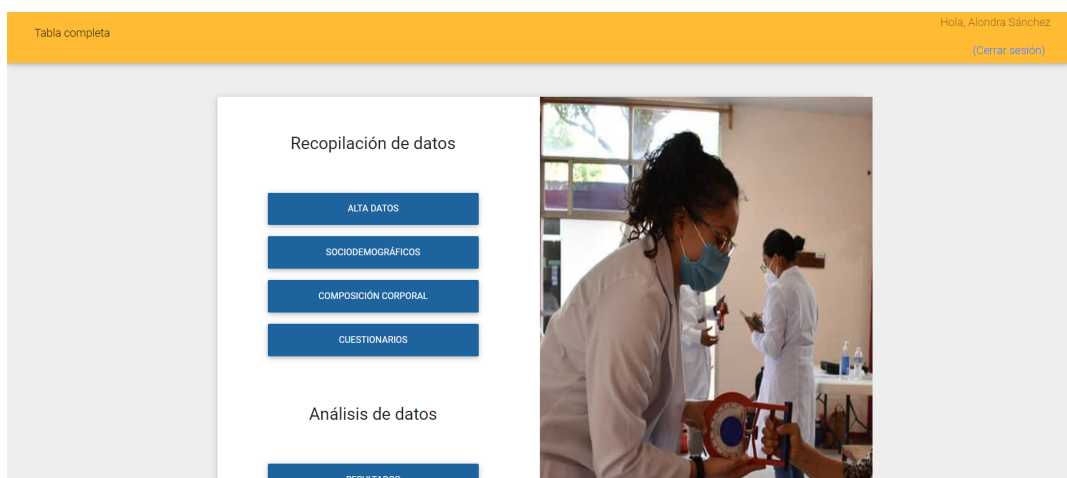 Tabla completa
Hola, Alondra Sánchez
(Cerrar sesión)
Recopilación de datos
ALTA DATOS
SOCIODEMOGRÁFICOS
COMPOSICIÓN CORPORAL
CUESTIONARIOS
Análisis de datos
RESULTADOS